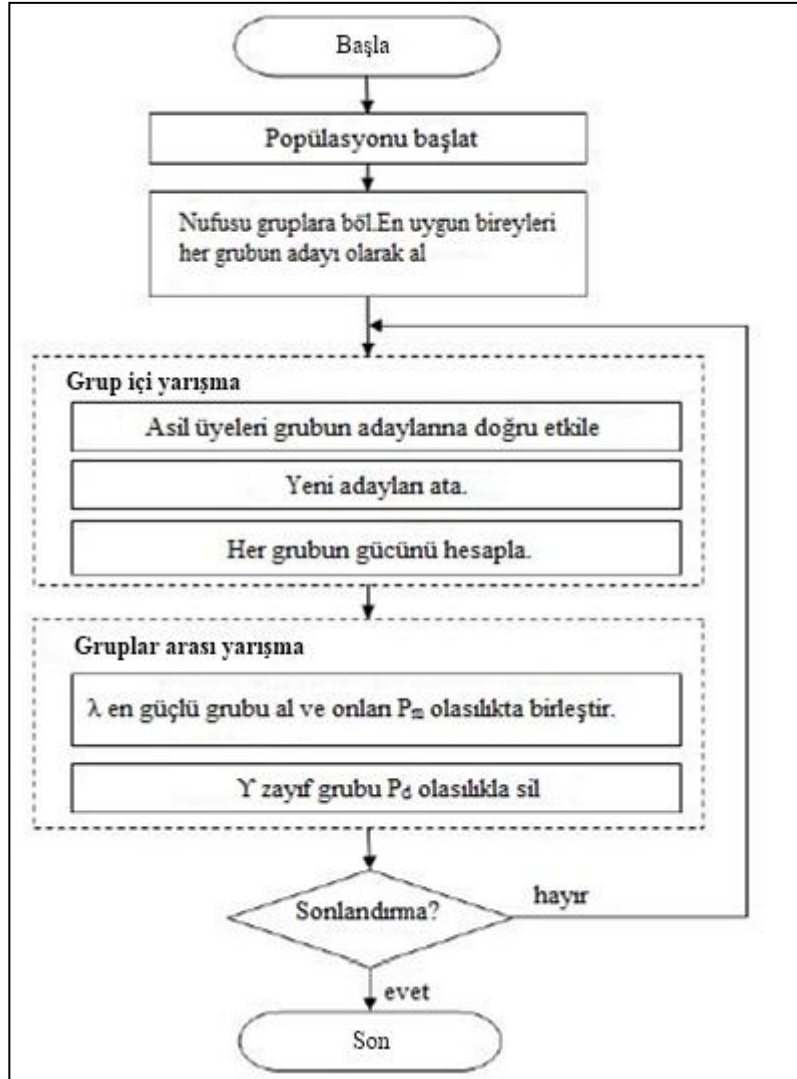 Başla
Popülasyonu başlat
Nufusu gruplara böl.En uygun bireyleri
her grubun adayı olarak al
Grup içi yarışma
Asil üyeleri grubun adaylarına doğru etkile
Yeni adayları ata.
Her grubun gücünü hesapla.
Gruplar arası yarışma
λ en güçlü grubu al ve onları Pm olasılıkta birleştir.
ϒ zayıf grubu Pd olasılıkla sil
Sonlandırma?
hayır
evet
Son